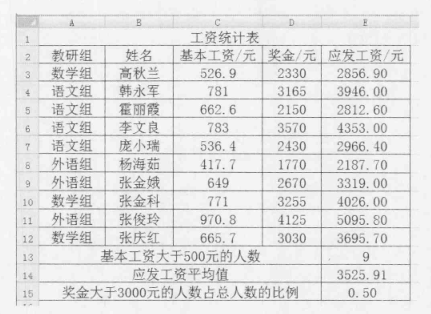 A B C D E
1 工资统计表
2 教研组 姓名 基本工资/元 奖金/元 应发工资/元
3 数学组 高秋兰 526.9 2330 2856.90
4 语文组 韩永军 781 3165 3946.00
5 语文组 霍丽霞 662.6 2150 2812.60
6 语文组 李文良 783 3570 4353.00
7 语文组 庞小瑞 536.4 2430 2966.40
8 外语组 杨海茹 417.7 1770 2187.70
9 外语组 张金娥 649 2670 3319.00
10 数学组 张金科 771 3255 4026.00
11 外语组 张俊玲 970.8 4125 5095.80
12 数学组 张庆红 665.7 3030 3695.70
13 基本工资大于500元的人数 9
14 应发工资平均值 3525.91
15 奖金大于3000元的人数占总人数的比例 0.50